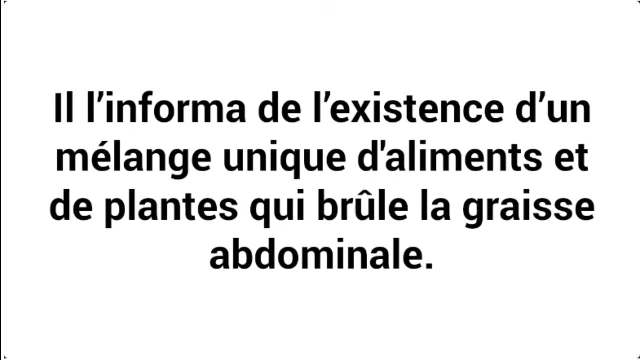 Il l’informa de l’existence d’un
mélange unique d'aliments et
de plantes qui brûle la graisse
abdominale.